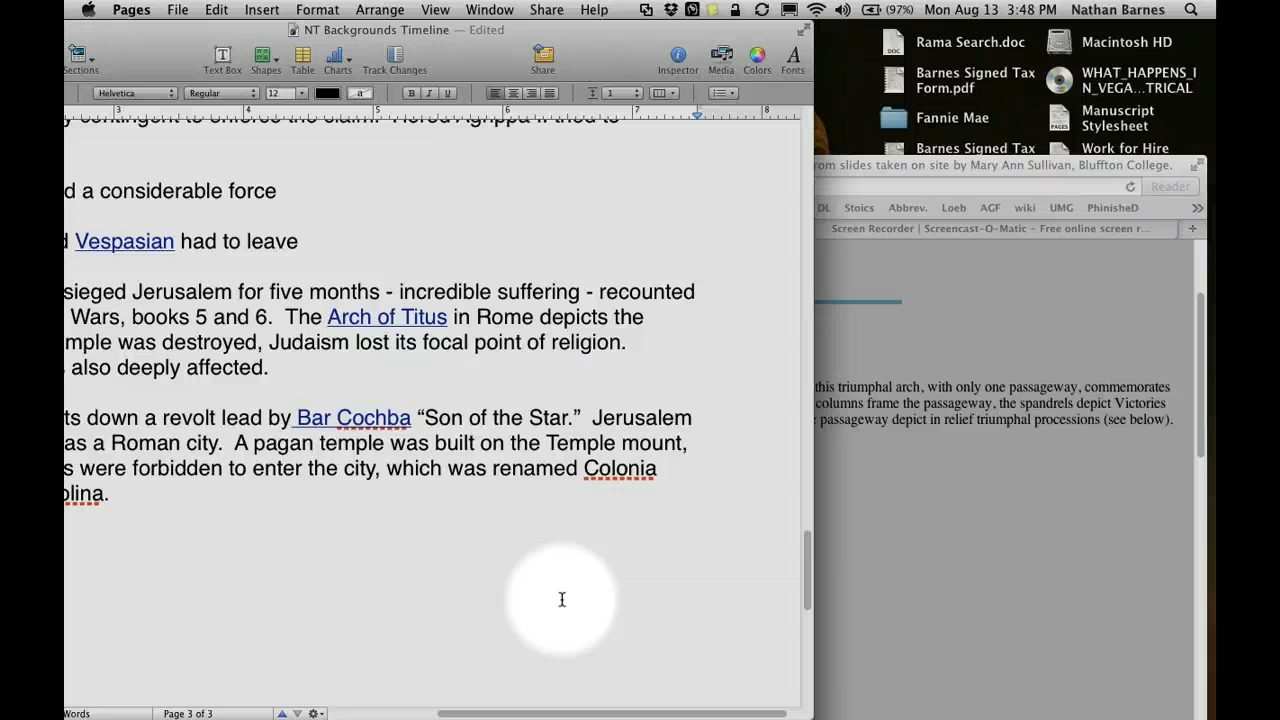 Pages File Edit Insert Format Arrange View Window Share Help (97%) Mon Aug 13 3:48 PM Nathan Barnes
NT Backgrounds Timeline — Edited
Sections Text Box Shapes Table Charts Track Changes Share Inspector Media Colors Fonts
Helvetica Regular 12 a B I U 1
3 4 5 6 7 8
d a considerable force
d Vespasian had to leave
sieged Jerusalem for five months - incredible suffering - recounted
Wars, books 5 and 6. The Arch of Titus in Rome depicts the
mple was destroyed, Judaism lost its focal point of religion.
also deeply affected.
ts down a revolt lead by Bar Cochba “Son of the Star.” Jerusalem
as a Roman city. A pagan temple was built on the Temple mount,
s were forbidden to enter the city, which was renamed Colonia
olina.
Words Page 3 of 3
Rama Search.doc
Macintosh HD
Barnes Signed Tax
Form.pdf
WHAT_HAPPENS_I
N_VEGA...TRICAL
Fannie Mae
Manuscript
Stylesheet
Barnes Signed Tax
Work for Hire
from slides taken on site by Mary Ann Sullivan, Bluffton College.
Reader
DL Stoics Abbrev. Loeb AGF wiki UMG PhinisheD
Screen Recorder | Screencast-O-Matic – Free online screen r...
this triumphal arch, with only one passageway, commemorates
columns frame the passageway, the spandrels depict Victories
passageway depict in relief triumphal processions (see below).